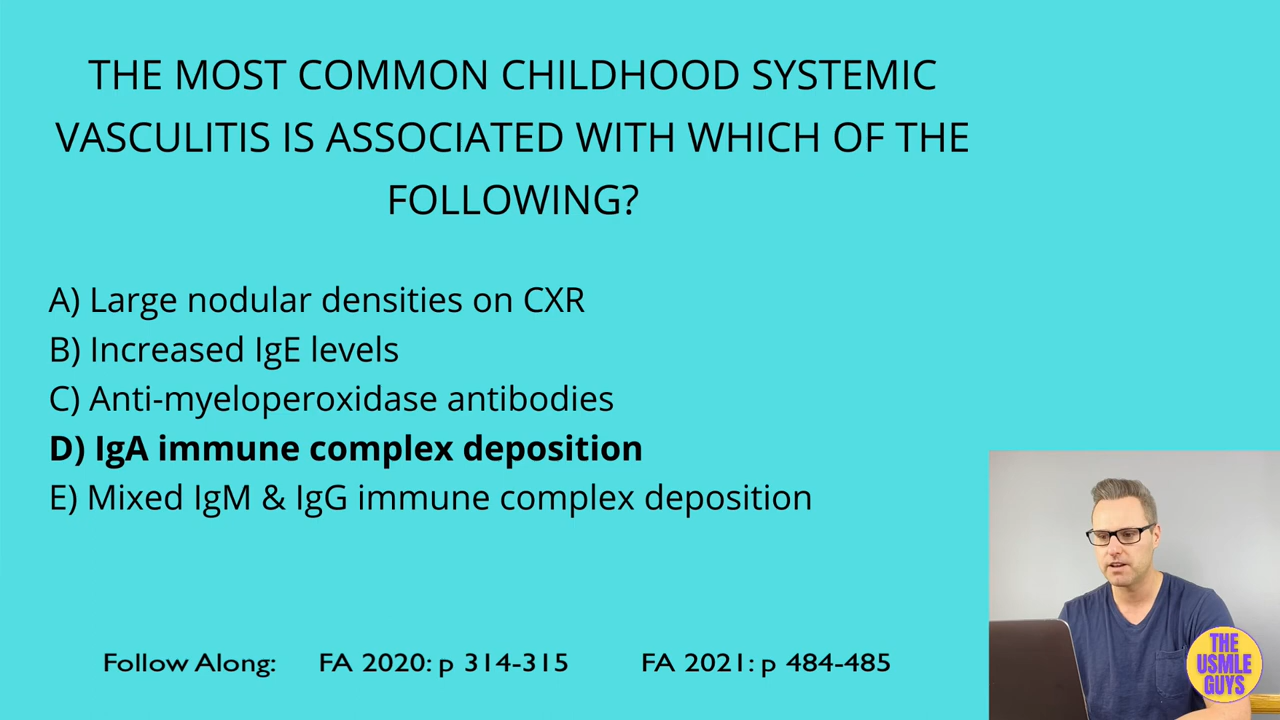 THE MOST COMMON CHILDHOOD SYSTEMIC
VASCULITIS IS ASSOCIATED WITH WHICH OF THE
FOLLOWING?
A) Large nodular densities on CXR
B) Increased IgE levels
C) Anti-myeloperoxidase antibodies
D) IgA immune complex deposition
E) Mixed IgM & IgG immune complex deposition
Follow Along: FA 2020: p 314-315 FA 2021: p 484-485
THE
USMLE
GUYS